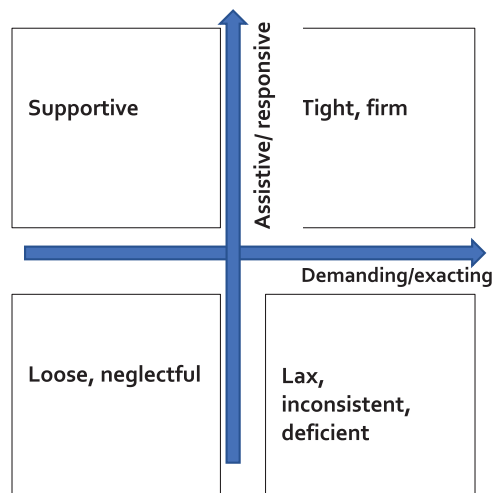 Supportive
Assistive/ responsive
Tight, firm
Demanding/exacting
Loose, neglectful
Lax,
inconsistent,
deficient